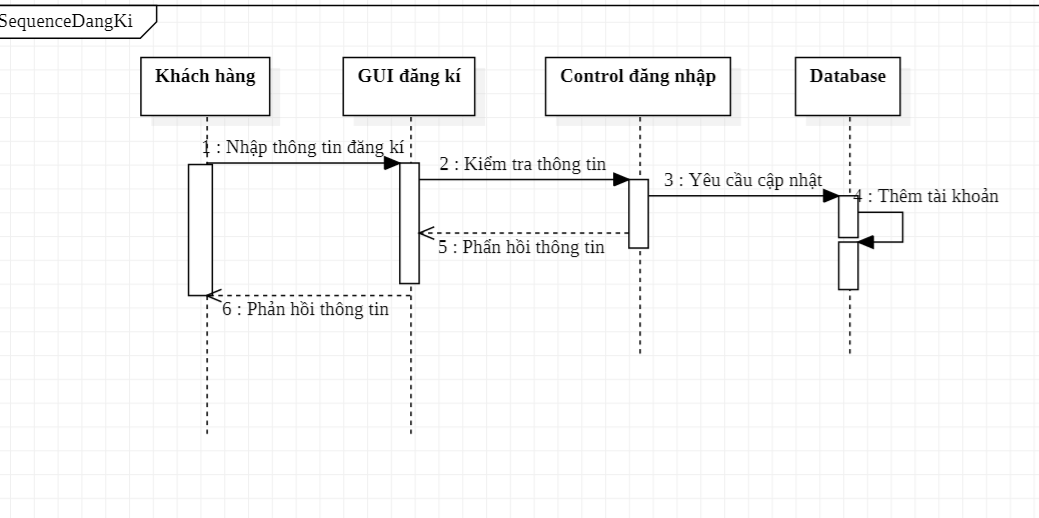 SequenceDangKi
Khách hàng
GUI đăng kí
Control đăng nhập
Database
1 : Nhập thông tin đăng kí
2 : Kiểm tra thông tin
3 : Yêu cầu cập nhật
4 : Thêm tài khoản
5 : Phẩn hồi thông tin
6 : Phản hồi thông tin